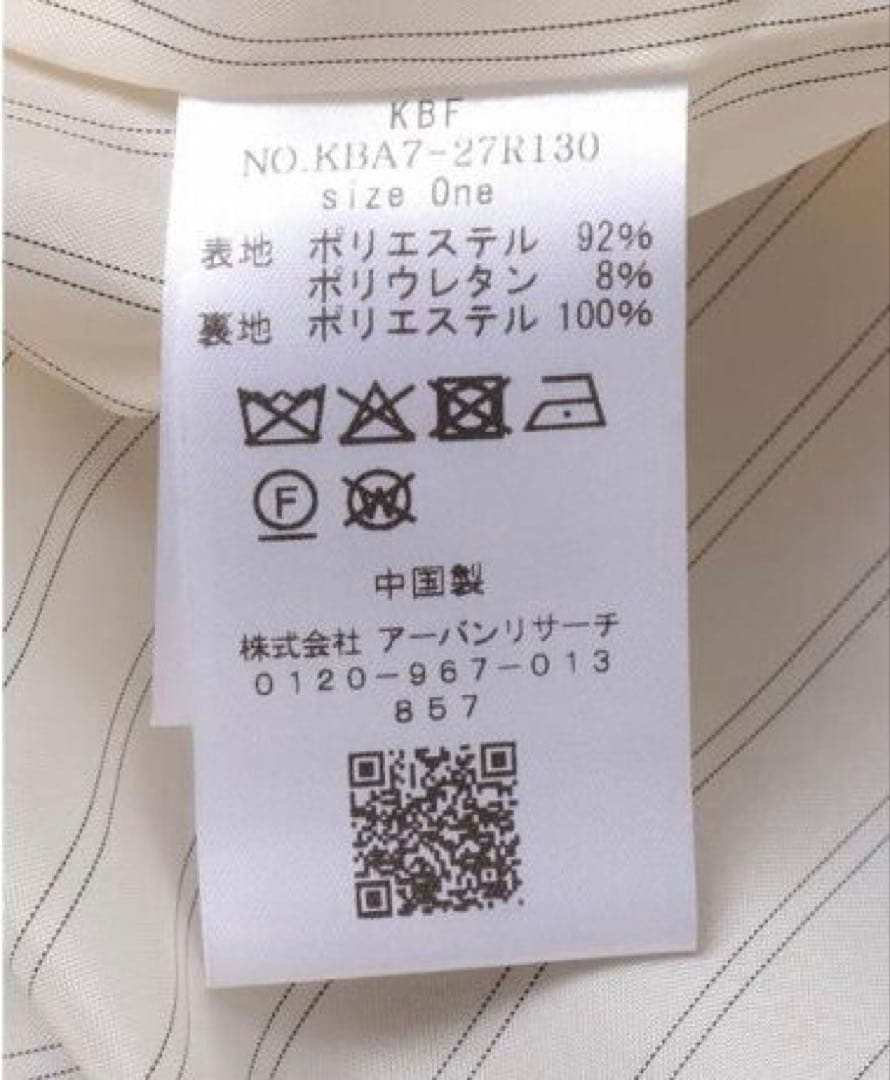 KBF
NO.KBA7-27R130
size One
表地 ポリエステル 92%
ポリウレタン 8%
裏地 ポリエステル 100%
F W
中国製
株式会社 アーバンリサーチ
0120-967-013
857